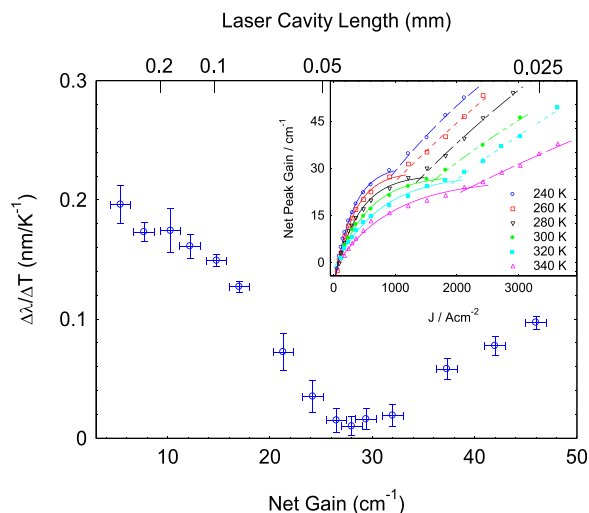 Laser Cavity Length (mm)
0.2 0.1 0.05 0.025
0.3
0.2
0.1
0
Δλ/ΔT (nm/K⁻¹)
0 10 20 30 40 50
Net Gain (cm⁻¹)
60
45
30
15
0
Net Peak Gain / cm⁻¹
240 K
260 K
280 K
300 K
320 K
340 K
0 1000 2000 3000
J / Acm⁻²